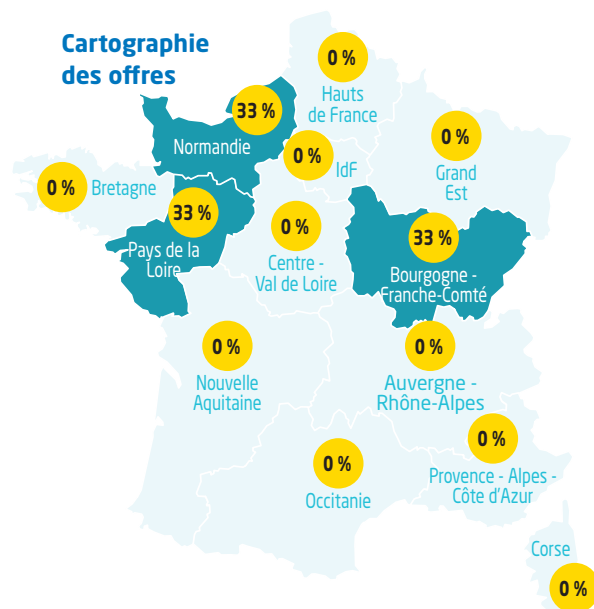 Cartographie
des offres
0 %
Hauts
de France
33 %
Normandie
0 %
IdF
0 %
Grand
Est
0 %
Bretagne
33 %
Pays de la
Loire
0 %
Centre -
Val de Loire
33 %
Bourgogne -
Franche-Comté
0 %
Nouvelle
Aquitaine
0 %
Auvergne -
Rhône-Alpes
0 %
Occitanie
0 %
Provence - Alpes -
Côte d'Azur
Corse
0 %